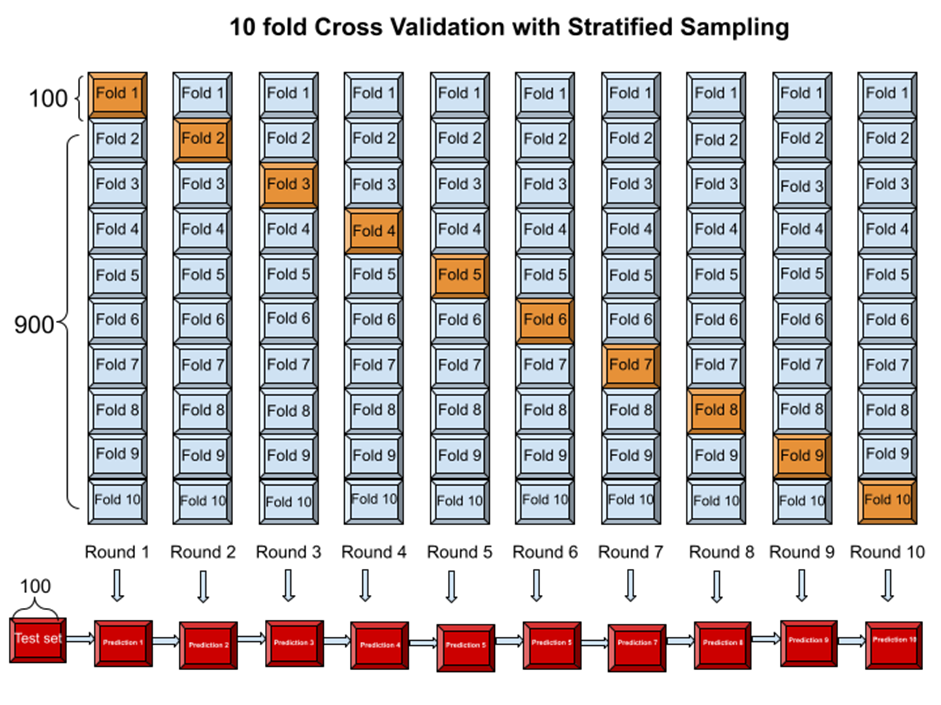 10 fold Cross Validation with Stratified Sampling
100
Fold 1 Fold 1 Fold 1 Fold 1 Fold 1 Fold 1 Fold 1 Fold 1 Fold 1 Fold 1
Fold 2 Fold 2 Fold 2 Fold 2 Fold 2 Fold 2 Fold 2 Fold 2 Fold 2 Fold 2
Fold 3 Fold 3 Fold 3 Fold 3 Fold 3 Fold 3 Fold 3 Fold 3 Fold 3 Fold 3
Fold 4 Fold 4 Fold 4 Fold 4 Fold 4 Fold 4 Fold 4 Fold 4 Fold 4 Fold 4
Fold 5 Fold 5 Fold 5 Fold 5 Fold 5 Fold 5 Fold 5 Fold 5 Fold 5 Fold 5
900
Fold 6 Fold 6 Fold 6 Fold 6 Fold 6 Fold 6 Fold 6 Fold 6 Fold 6 Fold 6
Fold 7 Fold 7 Fold 7 Fold 7 Fold 7 Fold 7 Fold 7 Fold 7 Fold 7 Fold 7
Fold 8 Fold 8 Fold 8 Fold 8 Fold 8 Fold 8 Fold 8 Fold 8 Fold 8 Fold 8
Fold 9 Fold 9 Fold 9 Fold 9 Fold 9 Fold 9 Fold 9 Fold 9 Fold 9 Fold 9
Fold 10 Fold 10 Fold 10 Fold 10 Fold 10 Fold 10 Fold 10 Fold 10 Fold 10 Fold 10
Round 1 Round 2 Round 3 Round 4 Round 5 Round 6 Round 7 Round 8 Round 9 Round 10
100
Test set Prediction 1 Prediction 2 Prediction 3 Prediction 4 Prediction 5 Prediction 5 Prediction 7 Prediction 8 Prediction 9 Prediction 10